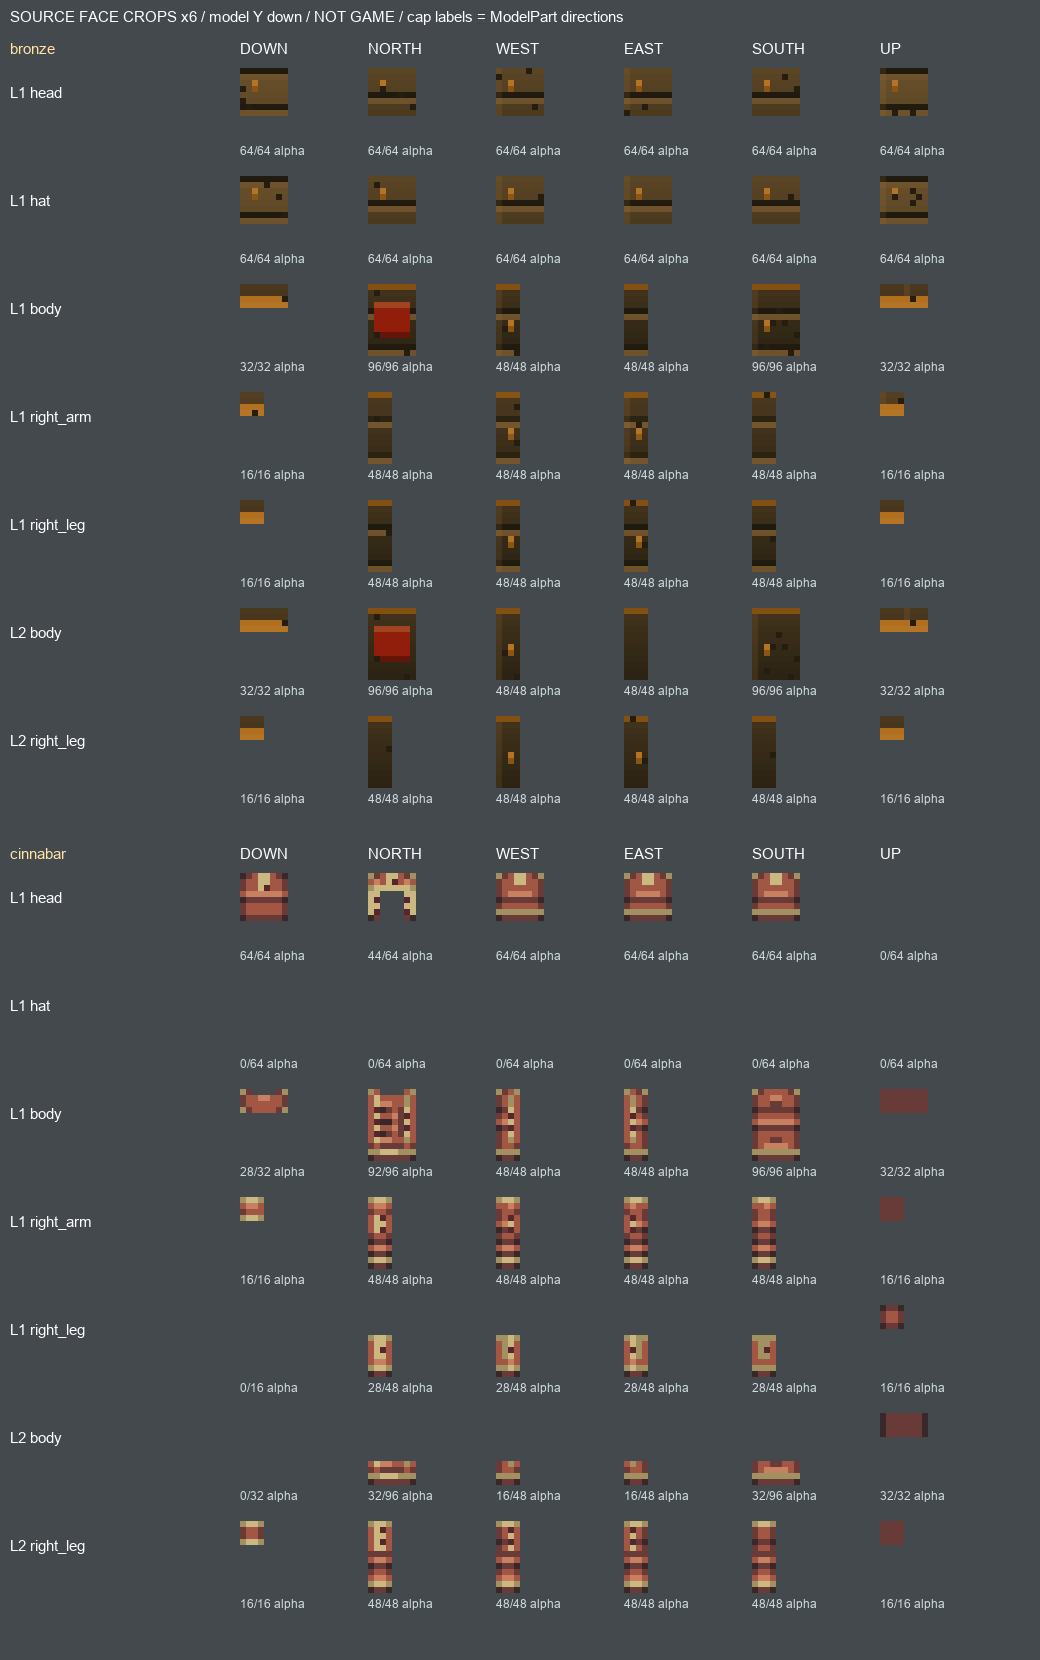 SOURCE FACE CROPS x6 / model Y down / NOT GAME / cap labels = ModelPart directions
bronze DOWN NORTH WEST EAST SOUTH UP
L1 head
64/64 alpha 64/64 alpha 64/64 alpha 64/64 alpha 64/64 alpha 64/64 alpha
L1 hat
64/64 alpha 64/64 alpha 64/64 alpha 64/64 alpha 64/64 alpha 64/64 alpha
L1 body
32/32 alpha 96/96 alpha 48/48 alpha 48/48 alpha 96/96 alpha 32/32 alpha
L1 right_arm
16/16 alpha 48/48 alpha 48/48 alpha 48/48 alpha 48/48 alpha 16/16 alpha
L1 right_leg
16/16 alpha 48/48 alpha 48/48 alpha 48/48 alpha 48/48 alpha 16/16 alpha
L2 body
32/32 alpha 96/96 alpha 48/48 alpha 48/48 alpha 96/96 alpha 32/32 alpha
L2 right_leg
16/16 alpha 48/48 alpha 48/48 alpha 48/48 alpha 48/48 alpha 16/16 alpha
cinnabar DOWN NORTH WEST EAST SOUTH UP
L1 head
64/64 alpha 44/64 alpha 64/64 alpha 64/64 alpha 64/64 alpha 0/64 alpha
L1 hat
0/64 alpha 0/64 alpha 0/64 alpha 0/64 alpha 0/64 alpha 0/64 alpha
L1 body
28/32 alpha 92/96 alpha 48/48 alpha 48/48 alpha 96/96 alpha 32/32 alpha
L1 right_arm
16/16 alpha 48/48 alpha 48/48 alpha 48/48 alpha 48/48 alpha 16/16 alpha
L1 right_leg
0/16 alpha 28/48 alpha 28/48 alpha 28/48 alpha 28/48 alpha 16/16 alpha
L2 body
0/32 alpha 32/96 alpha 16/48 alpha 16/48 alpha 32/96 alpha 32/32 alpha
L2 right_leg
16/16 alpha 48/48 alpha 48/48 alpha 48/48 alpha 48/48 alpha 16/16 alpha